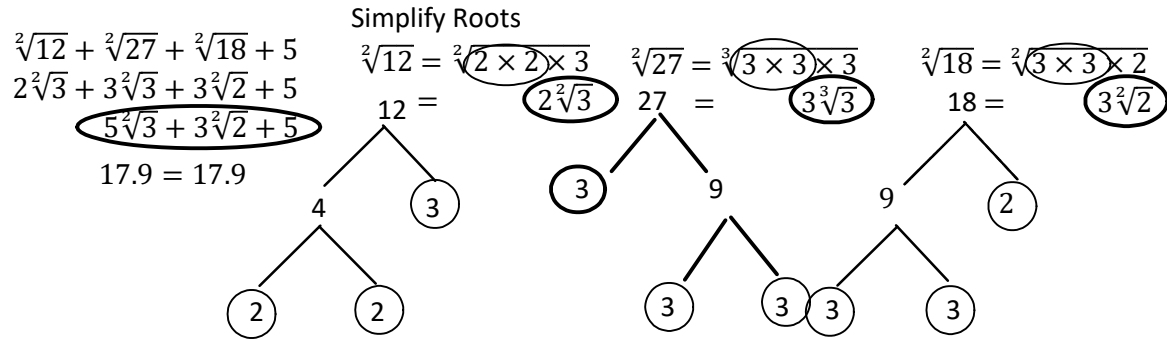 Simplify Roots
²√12 + ²√27 + ²√18 + 5
2²√3 + 3²√3 + 3²√2 + 5
5²√3 + 3²√2 + 5
17.9 = 17.9
²√12 = ²√2 × 2 × 3
= 2²√3
12
4 3
2 2
²√27 = ³√3 × 3 × 3
27 = 3³√3
3 9
3 3
²√18 = ²√3 × 3 × 2
18 = 3²√2
9 2
3 3